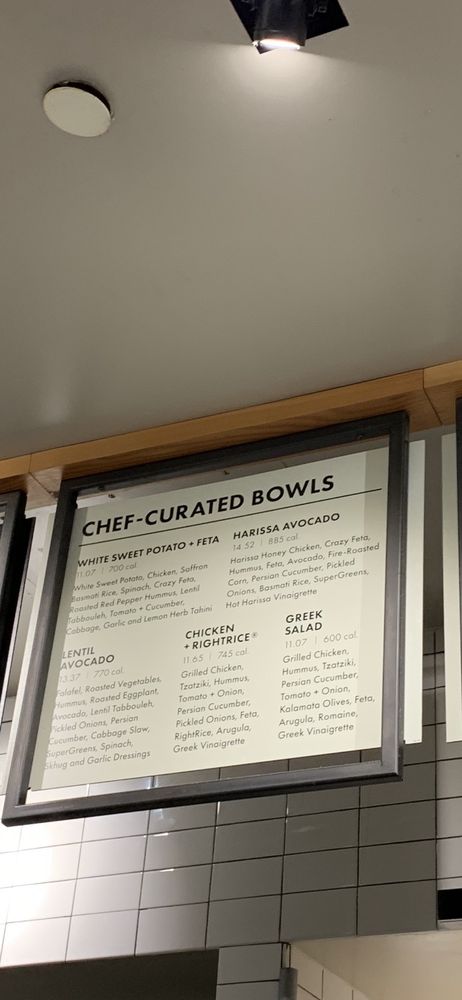 CHEF-CURATED BOWLS
WHITE SWEET POTATO + FETA
11.07 | 700 cal.
White Sweet Potato, Chicken, Saffron
Basmati Rice, Spinach, Crazy Feta,
Roasted Red Pepper Hummus, Lentil
Tabbouleh, Tomato + Cucumber,
Cabbage, Garlic and Lemon Herb Tahini
HARISSA AVOCADO
14.52 | 885 cal.
Harissa Honey Chicken, Crazy Feta,
Hummus, Feta, Avocado, Fire-Roasted
Corn, Persian Cucumber, Pickled
Onions, Basmati Rice, SuperGreens,
Hot Harissa Vinaigrette
LENTIL
AVOCADO
13.37 | 770 cal.
Falafel, Roasted Vegetables,
Hummus, Roasted Eggplant,
Avocado, Lentil Tabbouleh,
Pickled Onions, Persian
Cucumber, Cabbage Slaw,
SuperGreens, Spinach,
Skhug and Garlic Dressings
CHICKEN
+ RIGHTRICE®
11.65 | 745 cal.
Grilled Chicken,
Tzatziki, Hummus,
Tomato + Onion,
Persian Cucumber,
Pickled Onions, Feta,
RightRice, Arugula,
Greek Vinaigrette
GREEK
SALAD
11.07 | 600 cal.
Grilled Chicken,
Hummus, Tzatziki,
Persian Cucumber,
Tomato + Onion,
Kalamata Olives, Feta,
Arugula, Romaine,
Greek Vinaigrette